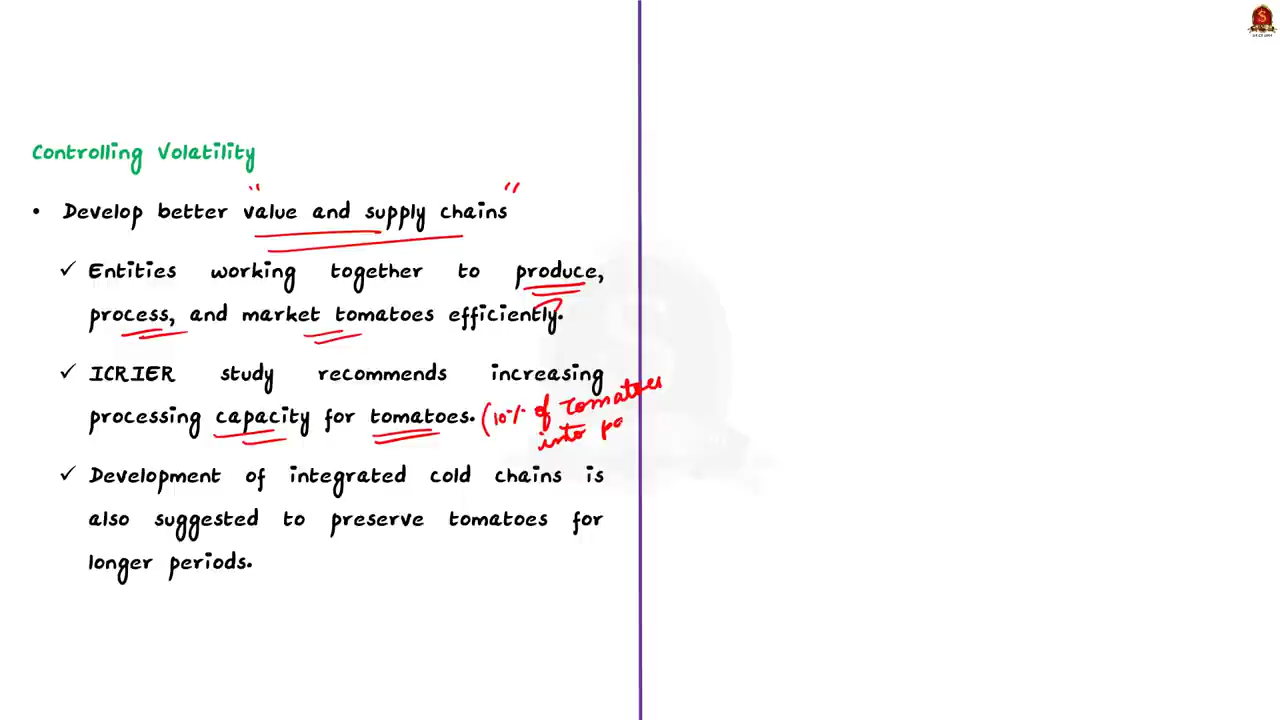 Controlling Volatility
• Develop better "value and supply chains"
✓ Entities working together to produce,
process, and market tomatoes efficiently.
✓ ICRIER study recommends increasing
processing capacity for tomatoes. (10% of Tomatoes
into
✓ Development of integrated cold chains is
also suggested to preserve tomatoes for
longer periods.